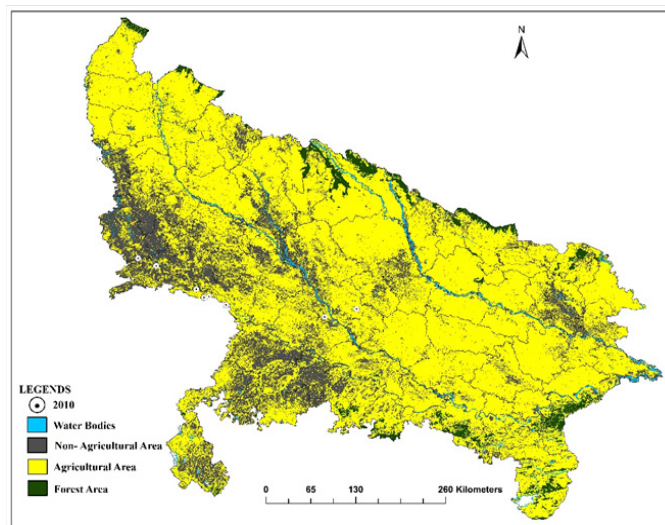 N
LEGENDS
2010
Water Bodies
Non- Agricultural Area
Agricultural Area
Forest Area
0 65 130 260 Kilometers